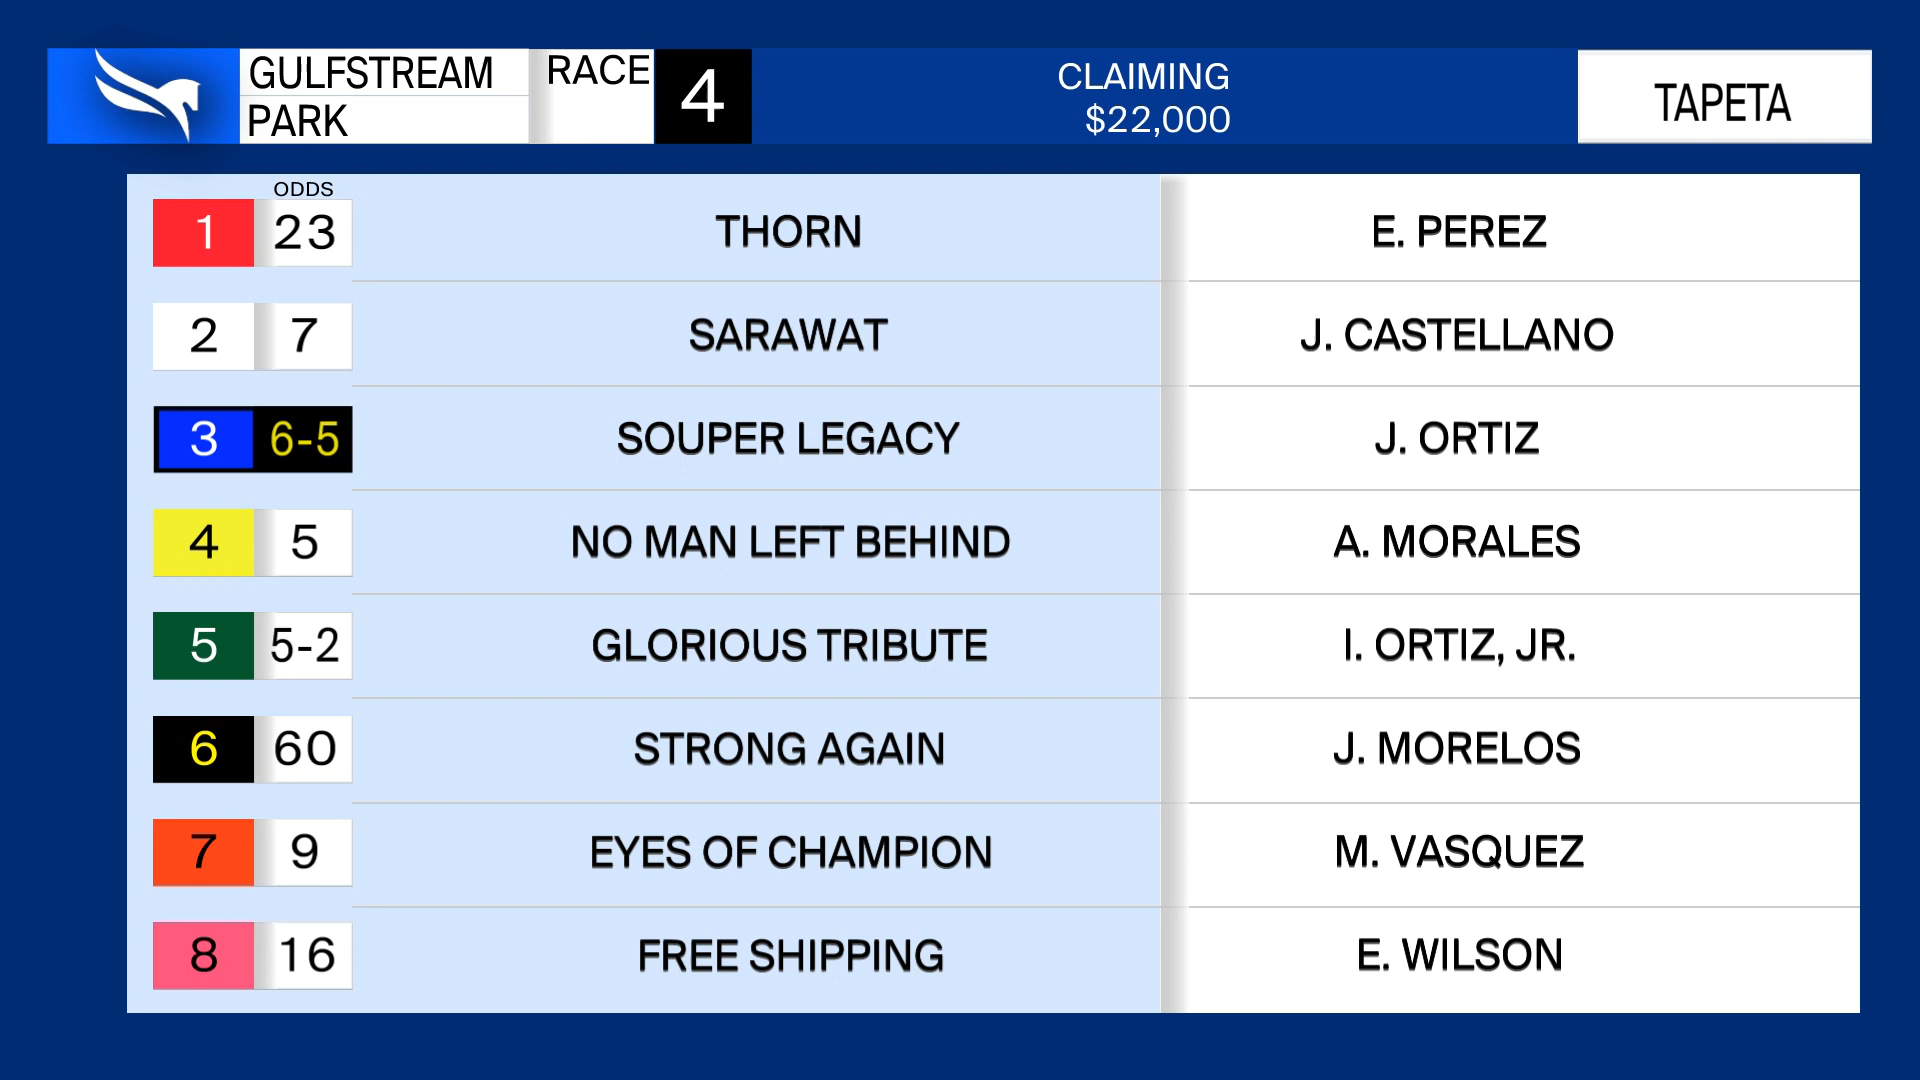 GULFSTREAM
PARK
RACE
4
CLAIMING
$22,000
TAPETA
ODDS
1 23 THORN E. PEREZ
2 7 SARAWAT J. CASTELLANO
3 6-5 SOUPER LEGACY J. ORTIZ
4 5 NO MAN LEFT BEHIND A. MORALES
5 5-2 GLORIOUS TRIBUTE I. ORTIZ, JR.
6 60 STRONG AGAIN J. MORELOS
7 9 EYES OF CHAMPION M. VASQUEZ
8 16 FREE SHIPPING E. WILSON